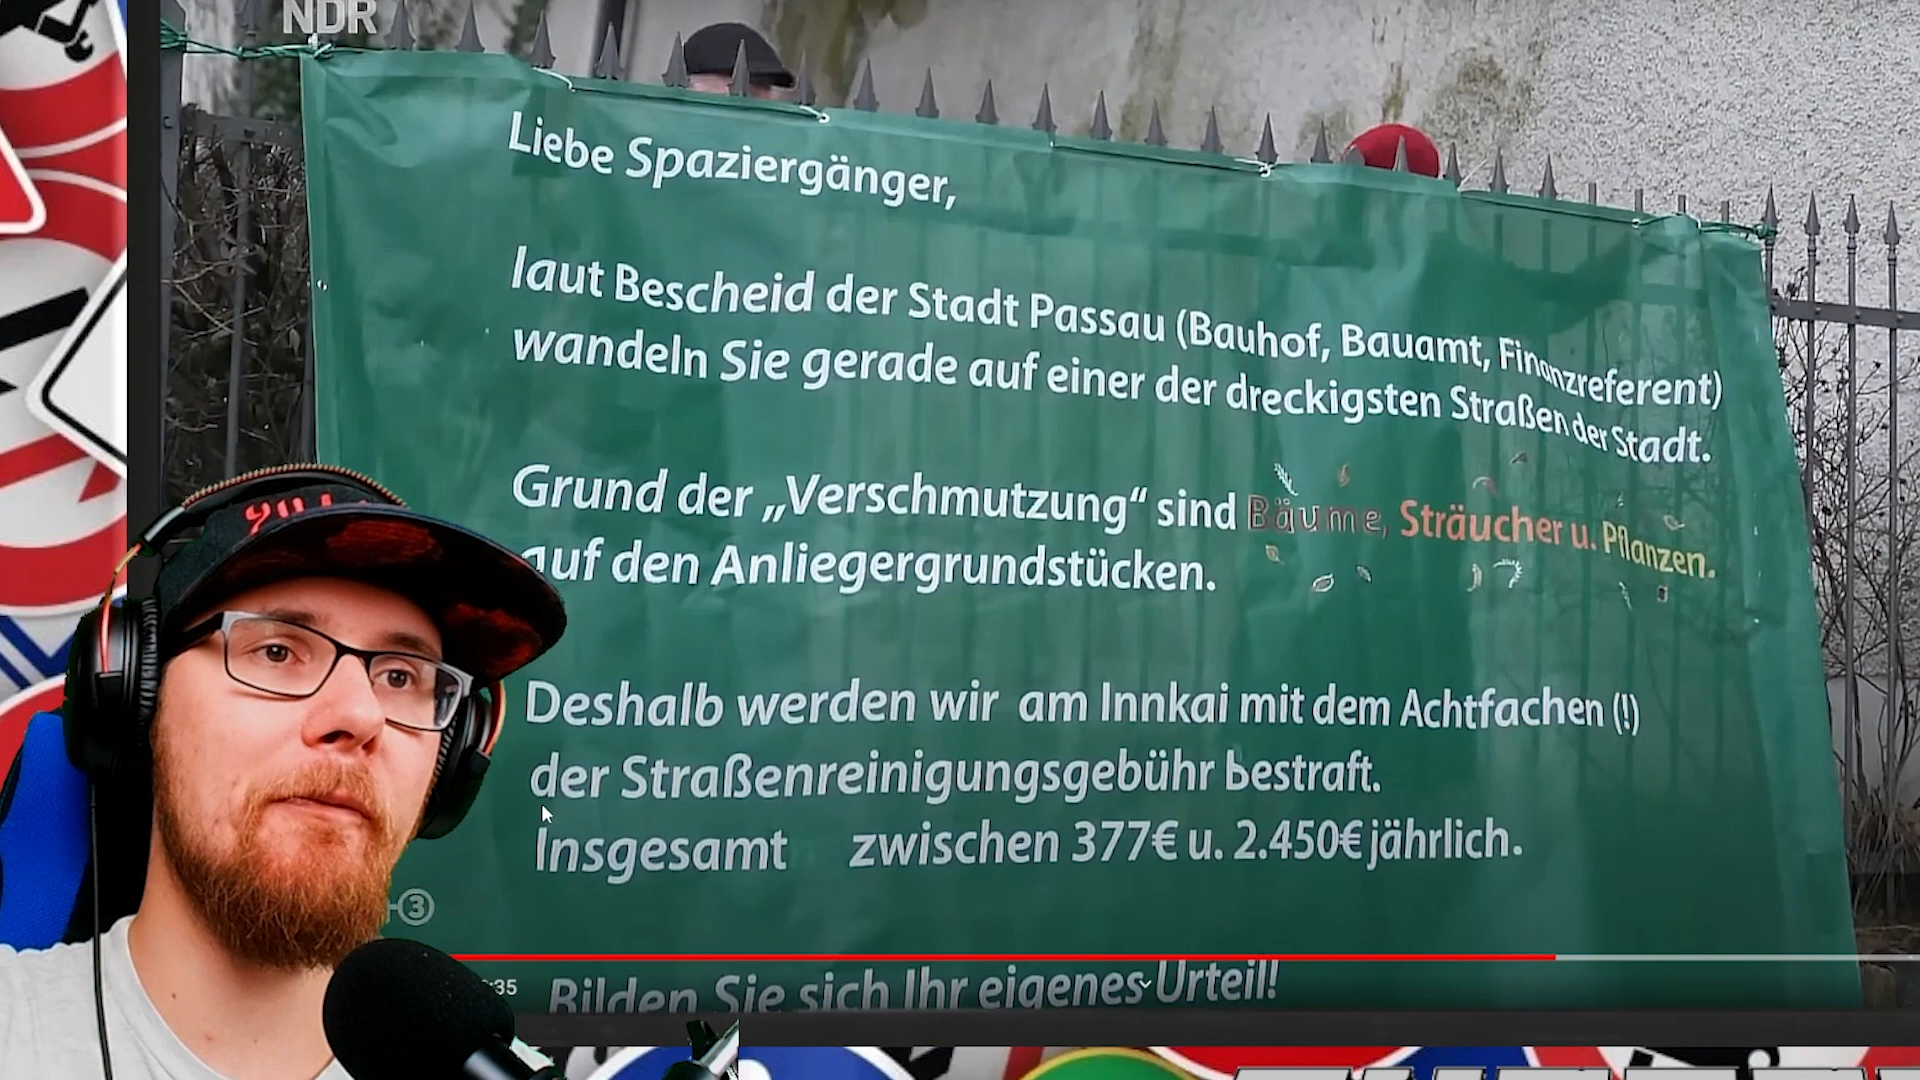 NDR
Liebe Spaziergänger,
laut Bescheid der Stadt Passau (Bauhof, Bauamt, Finanzreferent)
wandeln Sie gerade auf einer der dreckigsten Straßen der Stadt.
Grund der „Verschmutzung“ sind Bäume, Sträucher u. Pflanzen.
auf den Anliegergrundstücken.
Deshalb werden wir am Innkai mit dem Achtfachen (!)
der Straßenreinigungsgebühr bestraft.
Insgesamt zwischen 377€ u. 2.450€ jährlich.
3
:35
Bilden Sie sich Ihr eigenes Urteil!